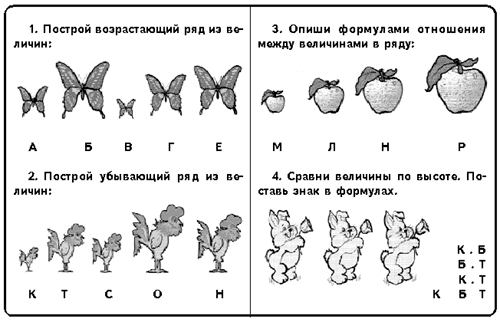 1. Построй возрастающий ряд из ве-
личин:
А Б В Г Е
2. Построй убывающий ряд из ве-
личин:
К Т С О Н
3. Опиши формулами отношения
между величинами в ряду:
М Л Н Р
4. Сравни величины по высоте. По-
ставь знак в формулах.
К . Б
Б . Т
К . Т
К Б Т